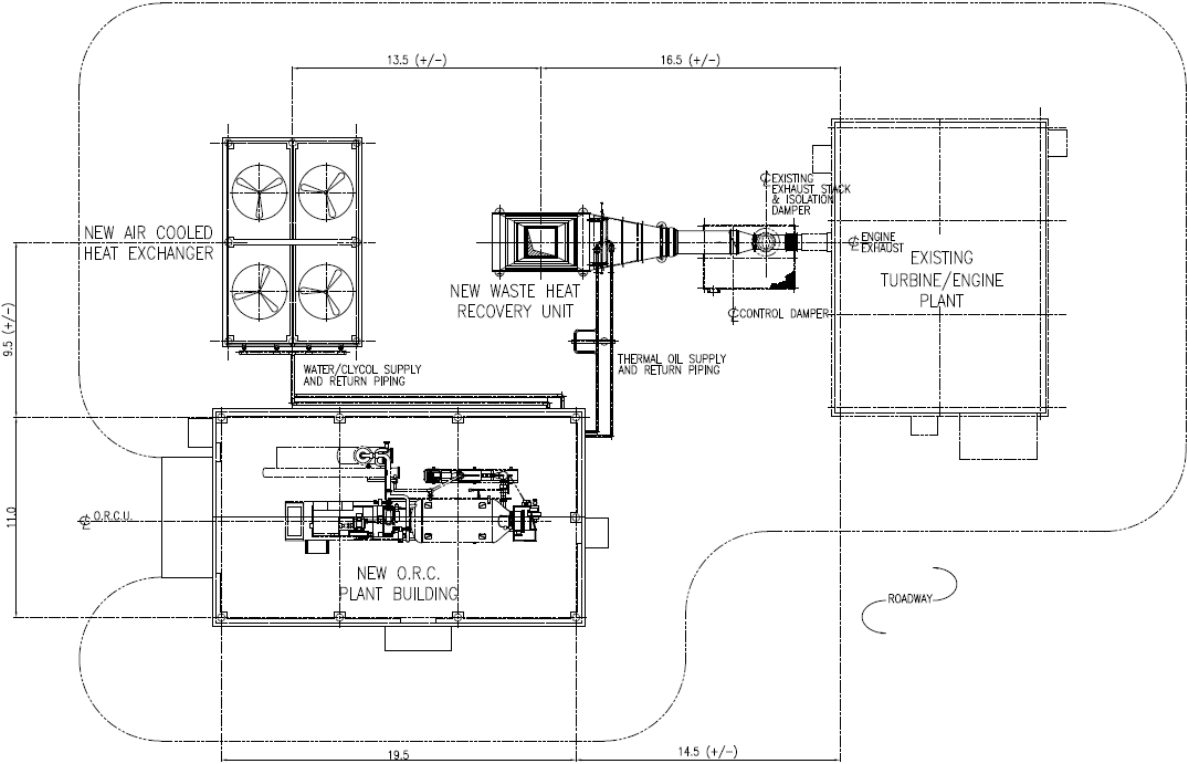 13.5 (+/-)
16.5 (+/-)
EXISTING
EXHAUST STACK
& ISOLATION
DAMPER
NEW AIR COOLED
HEAT EXCHANGER
ENGINE
EXHAUST
EXISTING
TURBINE/ENGINE
PLANT
NEW WASTE HEAT
RECOVERY UNIT
CONTROL DAMPER
9.5 (+/-)
THERMAL OIL SUPPLY
AND RETURN PIPING
WATER/CLYCOL SUPPLY
AND RETURN PIPING
11.0
O.R.C.U.
NEW O.R.C.
PLANT BUILDING
ROADWAY
19.5
14.5 (+/-)